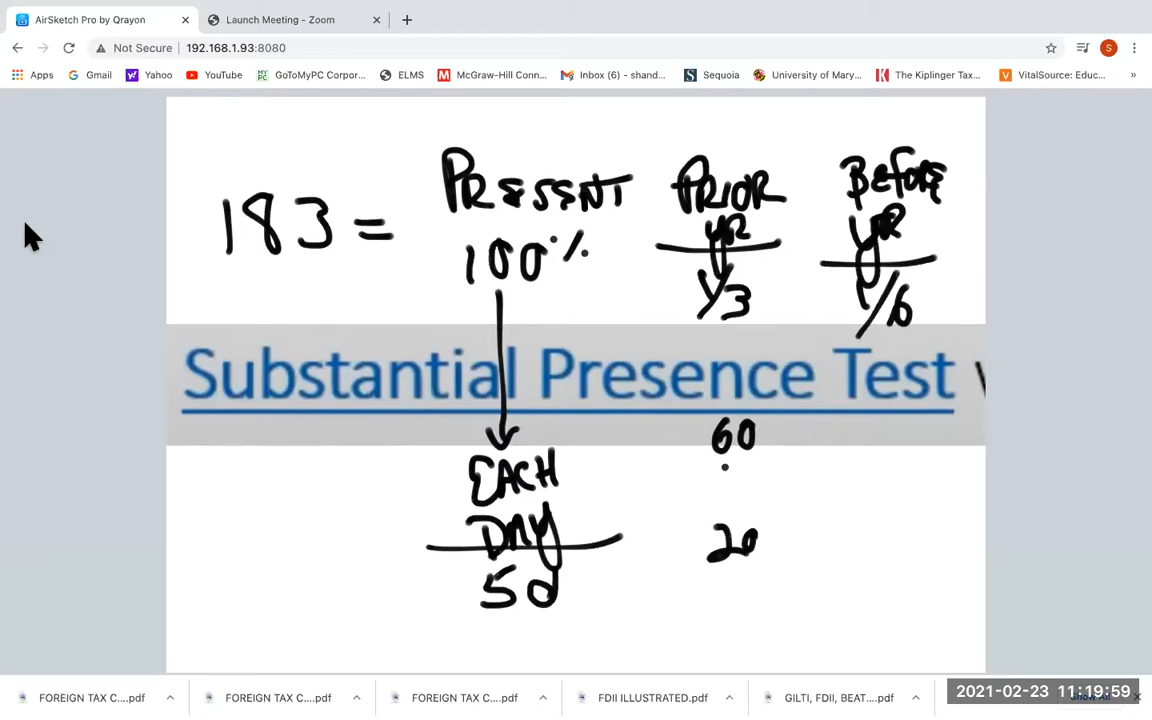 AirSketch Pro by Qrayon
Launch Meeting - Zoom
Not Secure
192.168.1.93:8080
Apps
Gmail
Yahoo
YouTube
GoToMyPC Corpor...
ELMS
McGraw-Hill Conn...
Inbox (6) - shand...
Sequoia
University of Mary...
The Kiplinger Tax...
VitalSource: Educ...
»
S
183 =
PRESENT
100%
PRIOR
YR
1/3
Before
YR
1/6
Substantial Presence Test
EACH
DAY
50
60
20
FOREIGN TAX C....pdf
FOREIGN TAX C....pdf
FOREIGN TAX C....pdf
FDII ILLUSTRATED.pdf
GILTI, FDII, BEAT....pdf
2021-02-23 11:19:59